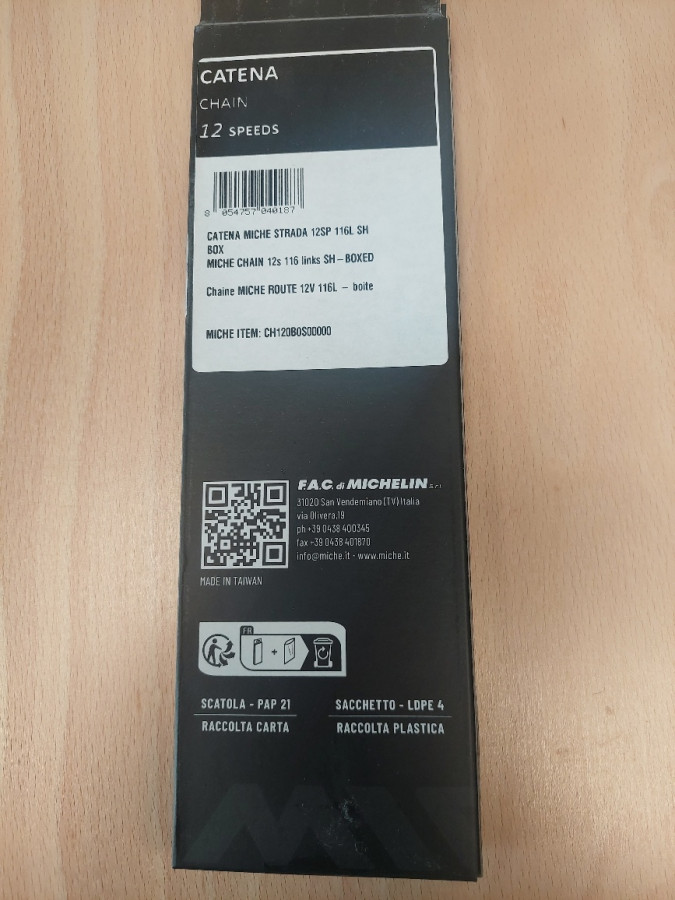 CATENA
CHAIN
12 SPEEDS
8 054757 040187
CATENA MICHE STRADA 12SP 116L SH
BOX
MICHE CHAIN 12s 116 links SH-BOXED
Chaine MICHE ROUTE 12V 116L - boite
MICHE ITEM: CH120B0S00000
F.A.C. di MICHELIN s.r.l.
31020 San Vendemiano (TV) Italia
via Olivera,19
ph +39 0438 400345
fax +39 0438 401870
info@miche.it - www.miche.it
MADE IN TAIWAN
FR
+
SCATOLA - PAP 21
RACCOLTA CARTA
SACCHETTO - LDPE 4
RACCOLTA PLASTICA